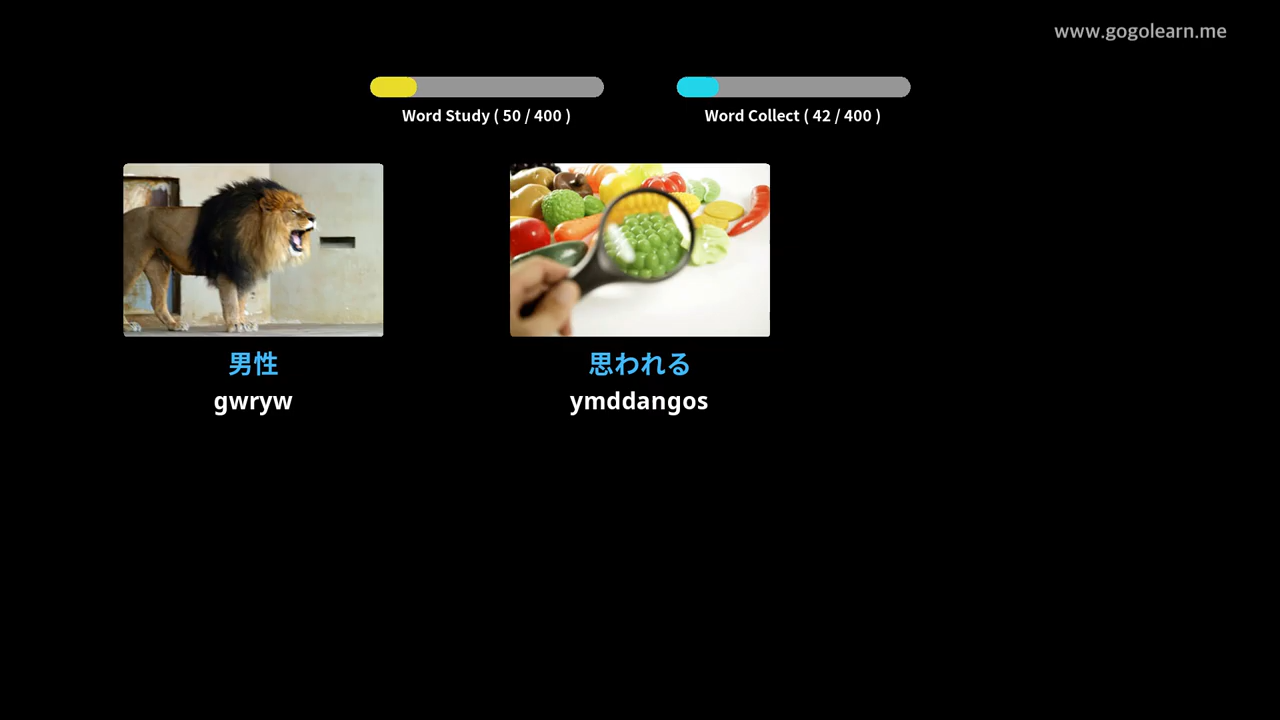 www.gogolearn.me
Word Study ( 50 / 400 )
Word Collect ( 42 / 400 )
男性
gwryw
思われる
ymddangos